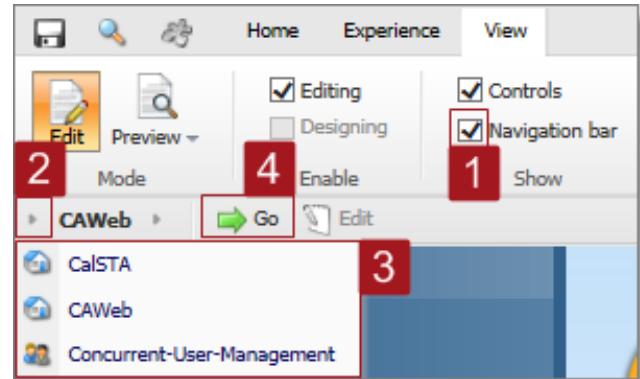 Home Experience View
Edit Preview Editing Controls
Designing Navigation bar
2 Mode 4 Enable 1 Show
CAWeb Go Edit
CalSTA 3
CAWeb
Concurrent-User-Management